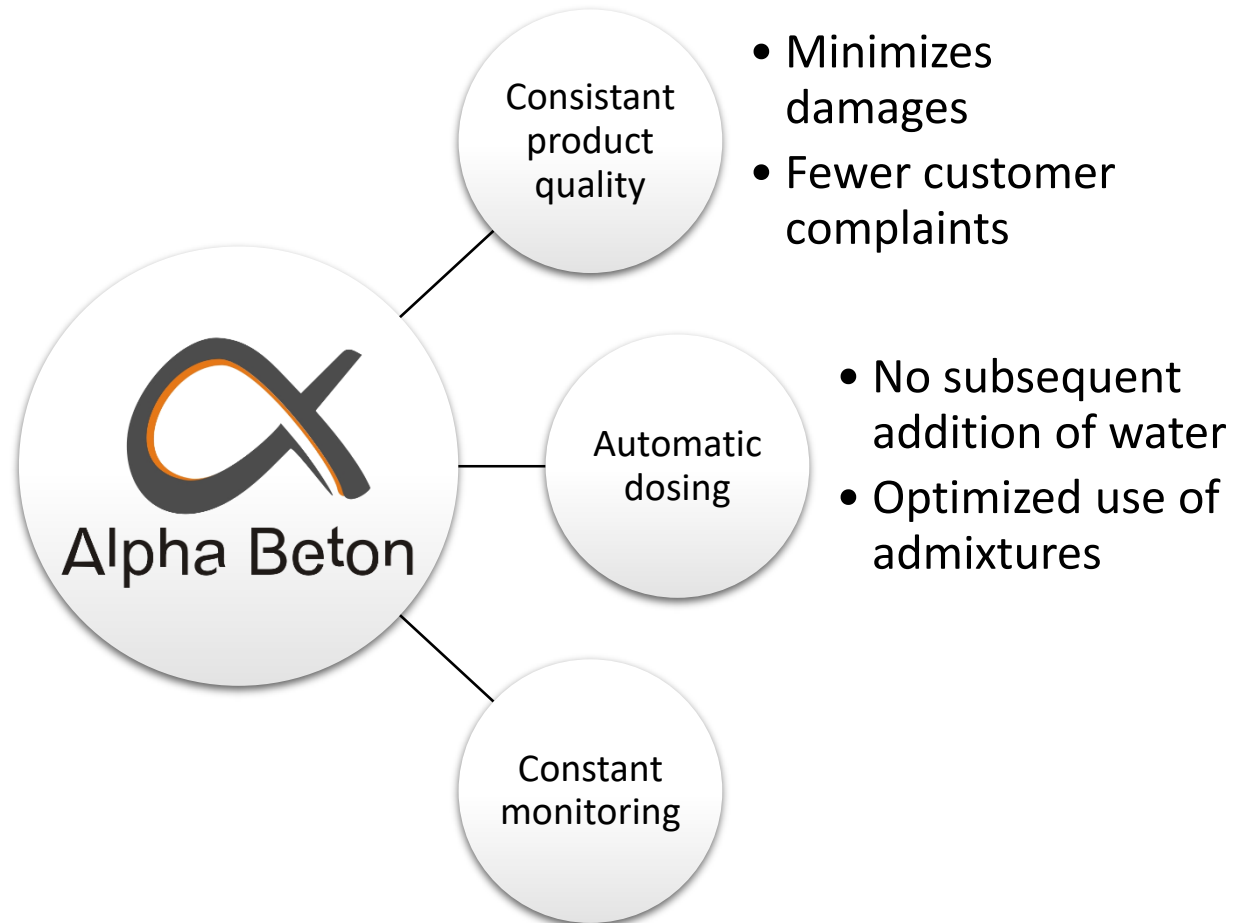 Consistant
product
quality
• Minimizes
damages
• Fewer customer
complaints
Alpha Beton
Automatic
dosing
• No subsequent
addition of water
• Optimized use of
admixtures
Constant
monitoring